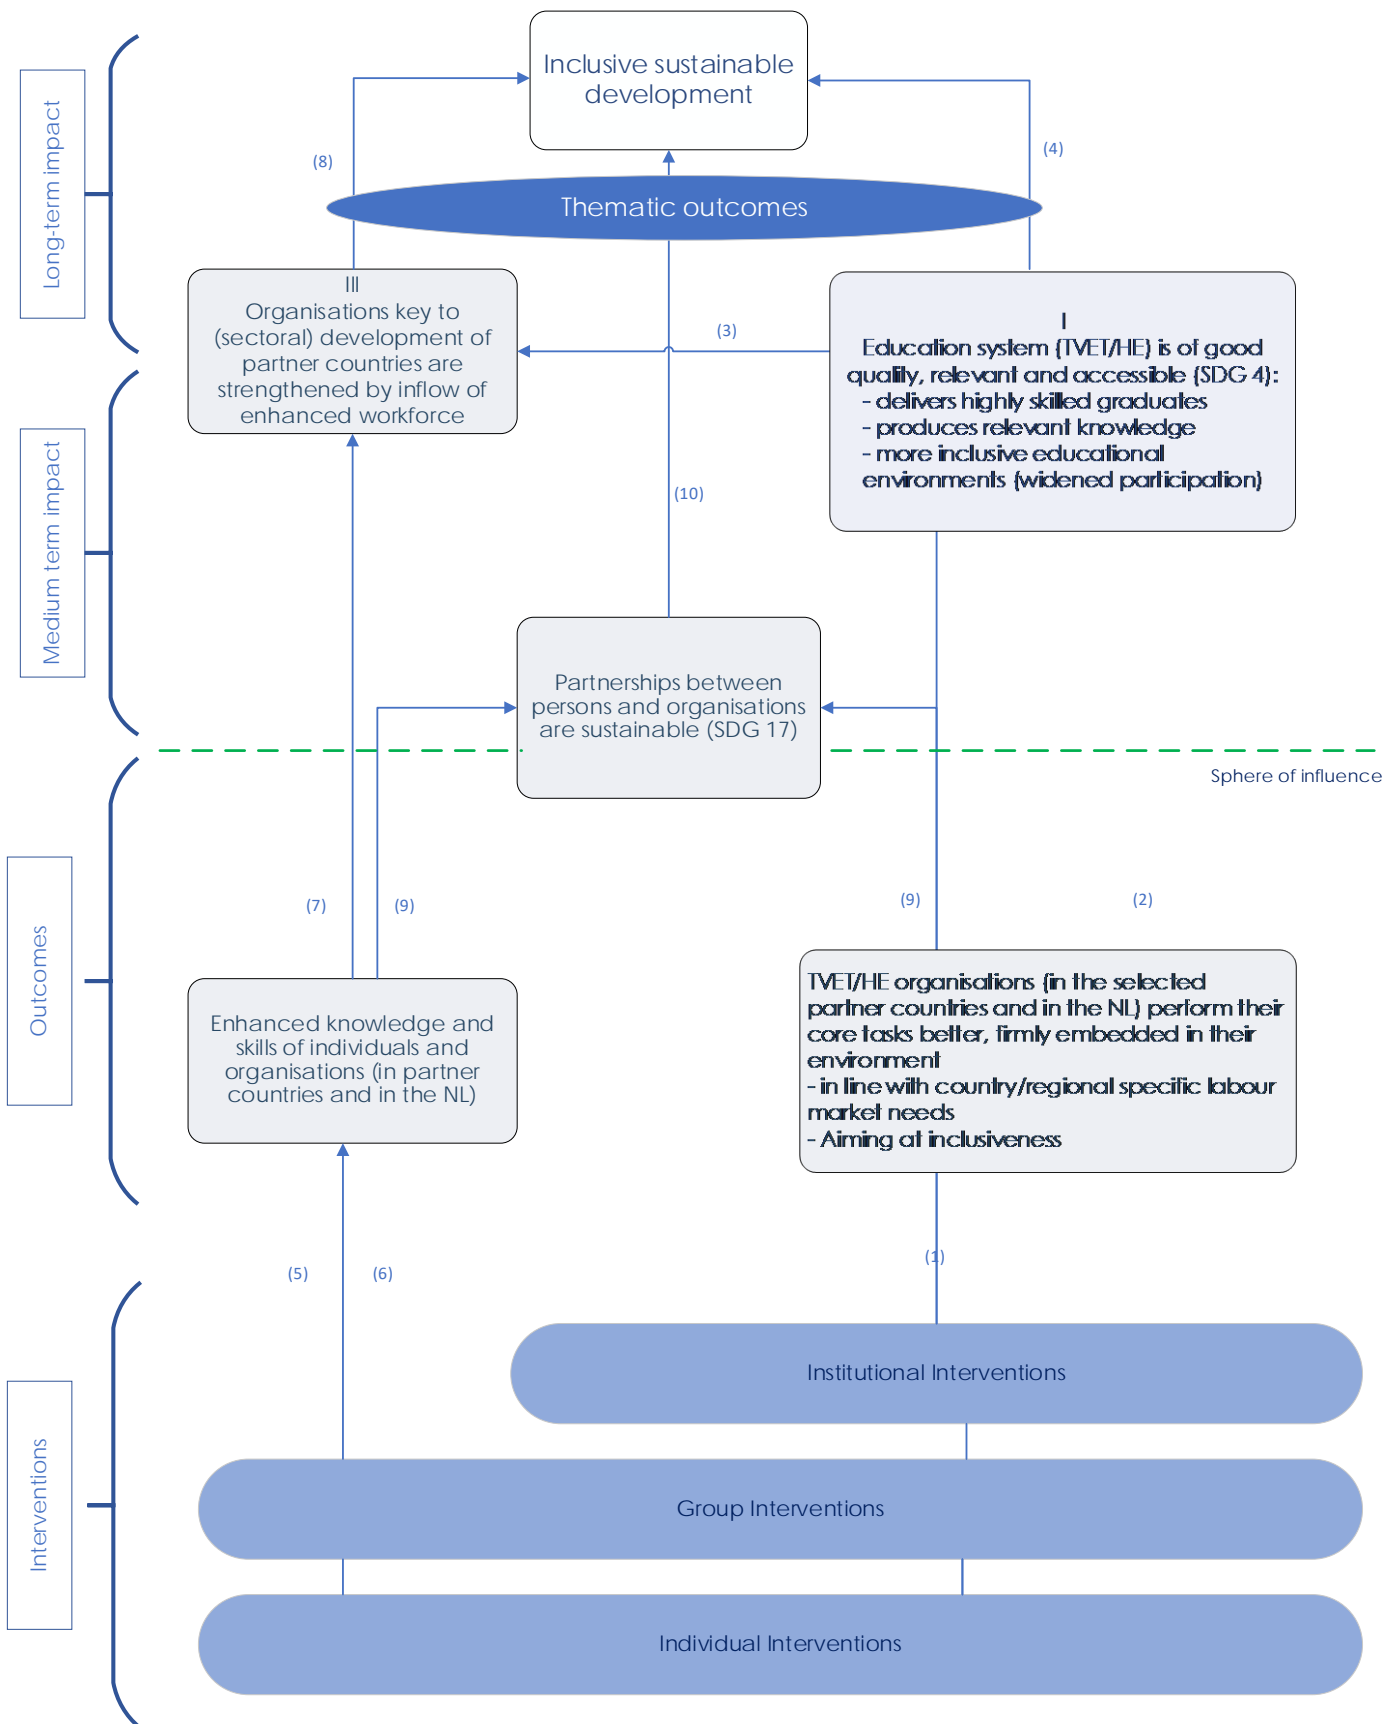 Inclusive sustainable
development
Long-term impact
(8)
(4)
Thematic outcomes
III
Organisations key to
(sectoral) development of
partner countries are
strengthened by inflow of
enhanced workforce
(3)
I
Education system (TVET/HE) is of good
quality, relevant and accessible (SDG 4):
- delivers highly skilled graduates
- produces relevant knowledge
- more inclusive educational
environments (widened participation)
Medium term impact
(10)
Partnerships between
persons and organisations
are sustainable (SDG 17)
Sphere of influence
Outcomes
(7)
(9)
(9)
(2)
Enhanced knowledge and
skills of individuals and
organisations (in partner
countries and in the NL)
TVET/HE organisations (in the selected
partner countries and in the NL) perform their
core tasks better, firmly embedded in their
environment
- in line with country/regional specific labour
market needs
- Aiming at inclusiveness
(5)
(6)
(1)
Interventions
Institutional Interventions
Group Interventions
Individual Interventions